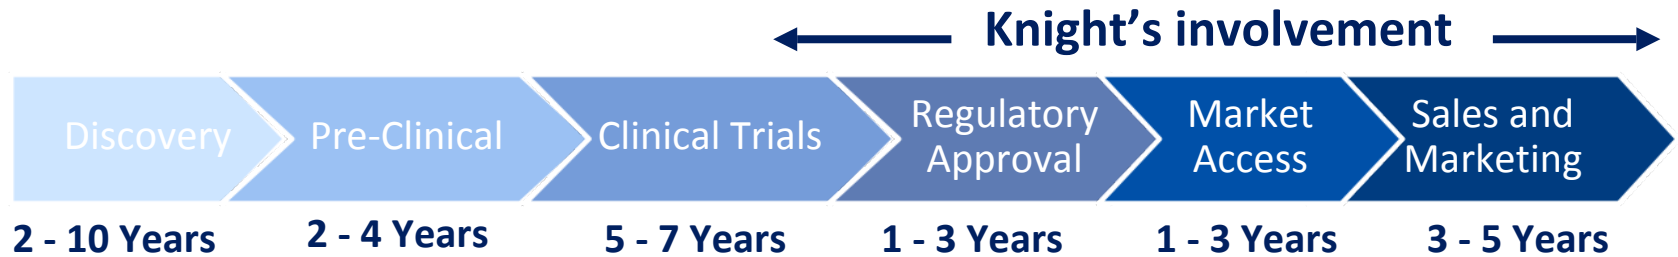 Knight's involvement
Discovery
Pre-Clinical
Clinical Trials
Regulatory
Approval
Market
Access
Sales and
Marketing
2 - 10 Years
2 - 4 Years
5 - 7 Years
1 - 3 Years
1 - 3 Years
3 - 5 Years